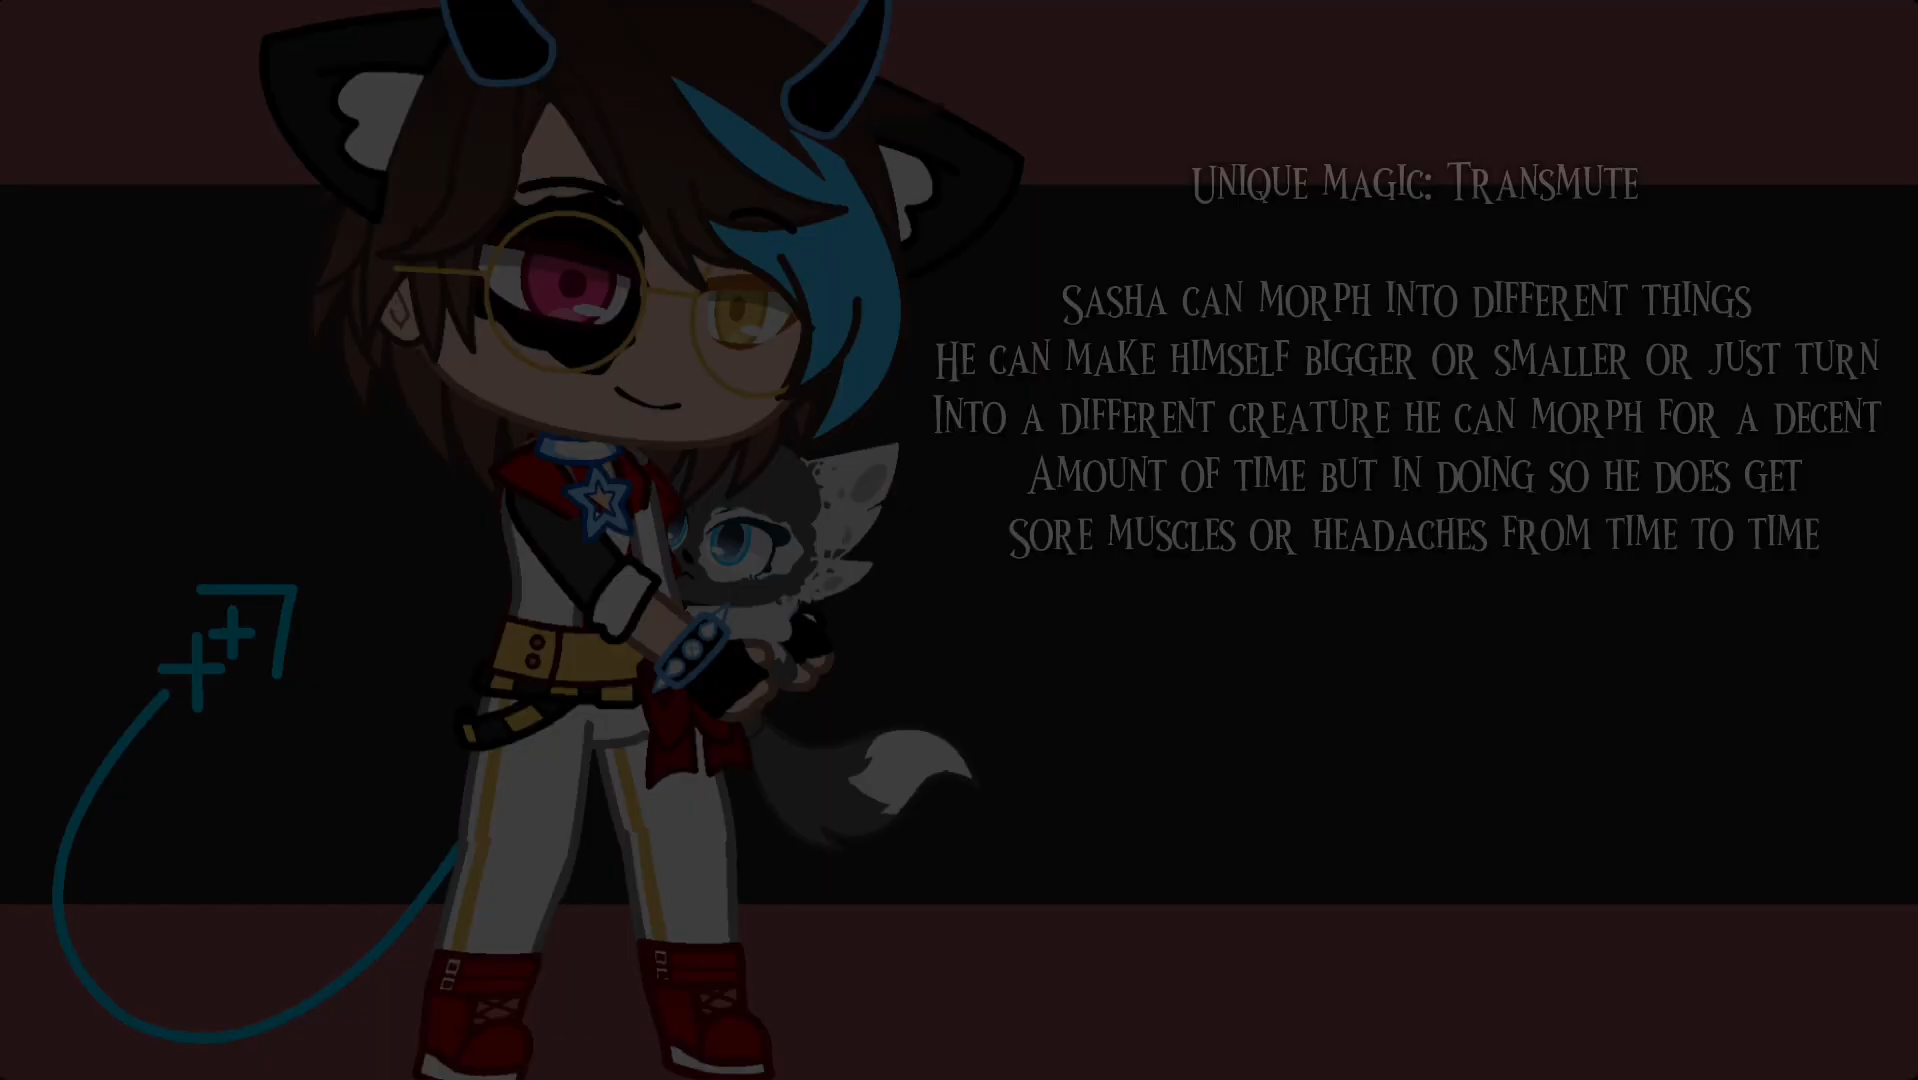 Unique magic: Transmute
Sasha can morph into different things
He can make himself bigger or smaller or just turn
Into a different creature he can morph for a decent
Amount of time but in doing so he does get
Sore muscles or headaches from time to time